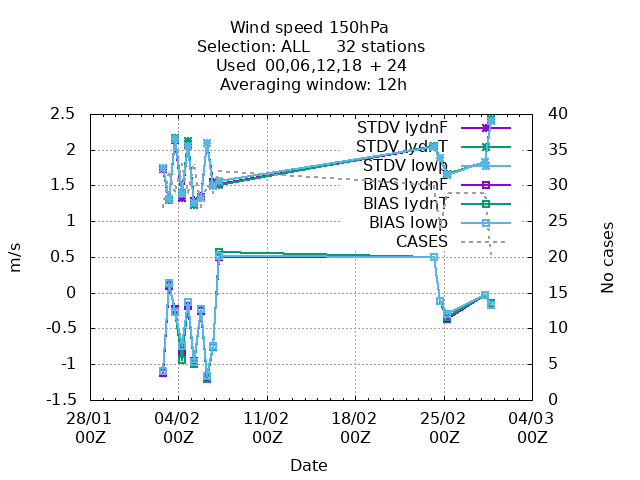 Wind speed 150hPa
Selection: ALL     32 stations
Used  00,06,12,18 + 24
Averaging window: 12h
STDV lydnF
STDV lydnT
STDV lowp
BIAS lydnF
BIAS lydnT
BIAS lowp
CASES
m/s
2.5
2
1.5
1
0.5
0
-0.5
-1
-1.5
No cases
40
35
30
25
20
15
10
5
0
28/01 04/02 11/02 18/02 25/02 04/03
00Z 00Z 00Z 00Z 00Z 00Z
Date